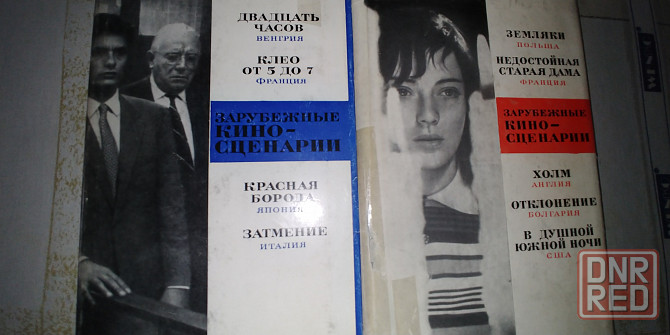 ДВАДЦАТЬ
ЧАСОВ
ВЕНГРИЯ
КЛЕО
ОТ 5 ДО 7
ФРАНЦИЯ
ЗАРУБЕЖНЫЕ
КИНО-
СЦЕНАРИИ
КРАСНАЯ
БОРОДА
ЯПОНИЯ
ЗАТМЕНИЕ
ИТАЛИЯ
ЗЕМЛЯКИ
ПОЛЬША
НЕДОСТОЙНАЯ
СТАРАЯ ДАМА
ФРАНЦИЯ
ЗАРУБЕЖНЫЕ
КИНО-
СЦЕНАРИИ
ХОЛМ
АНГЛИЯ
ОТКЛОНЕНИЕ
БОЛГАРИЯ
В ДУШНОЙ
ЮЖНОЙ НОЧИ
США
DNR
RED